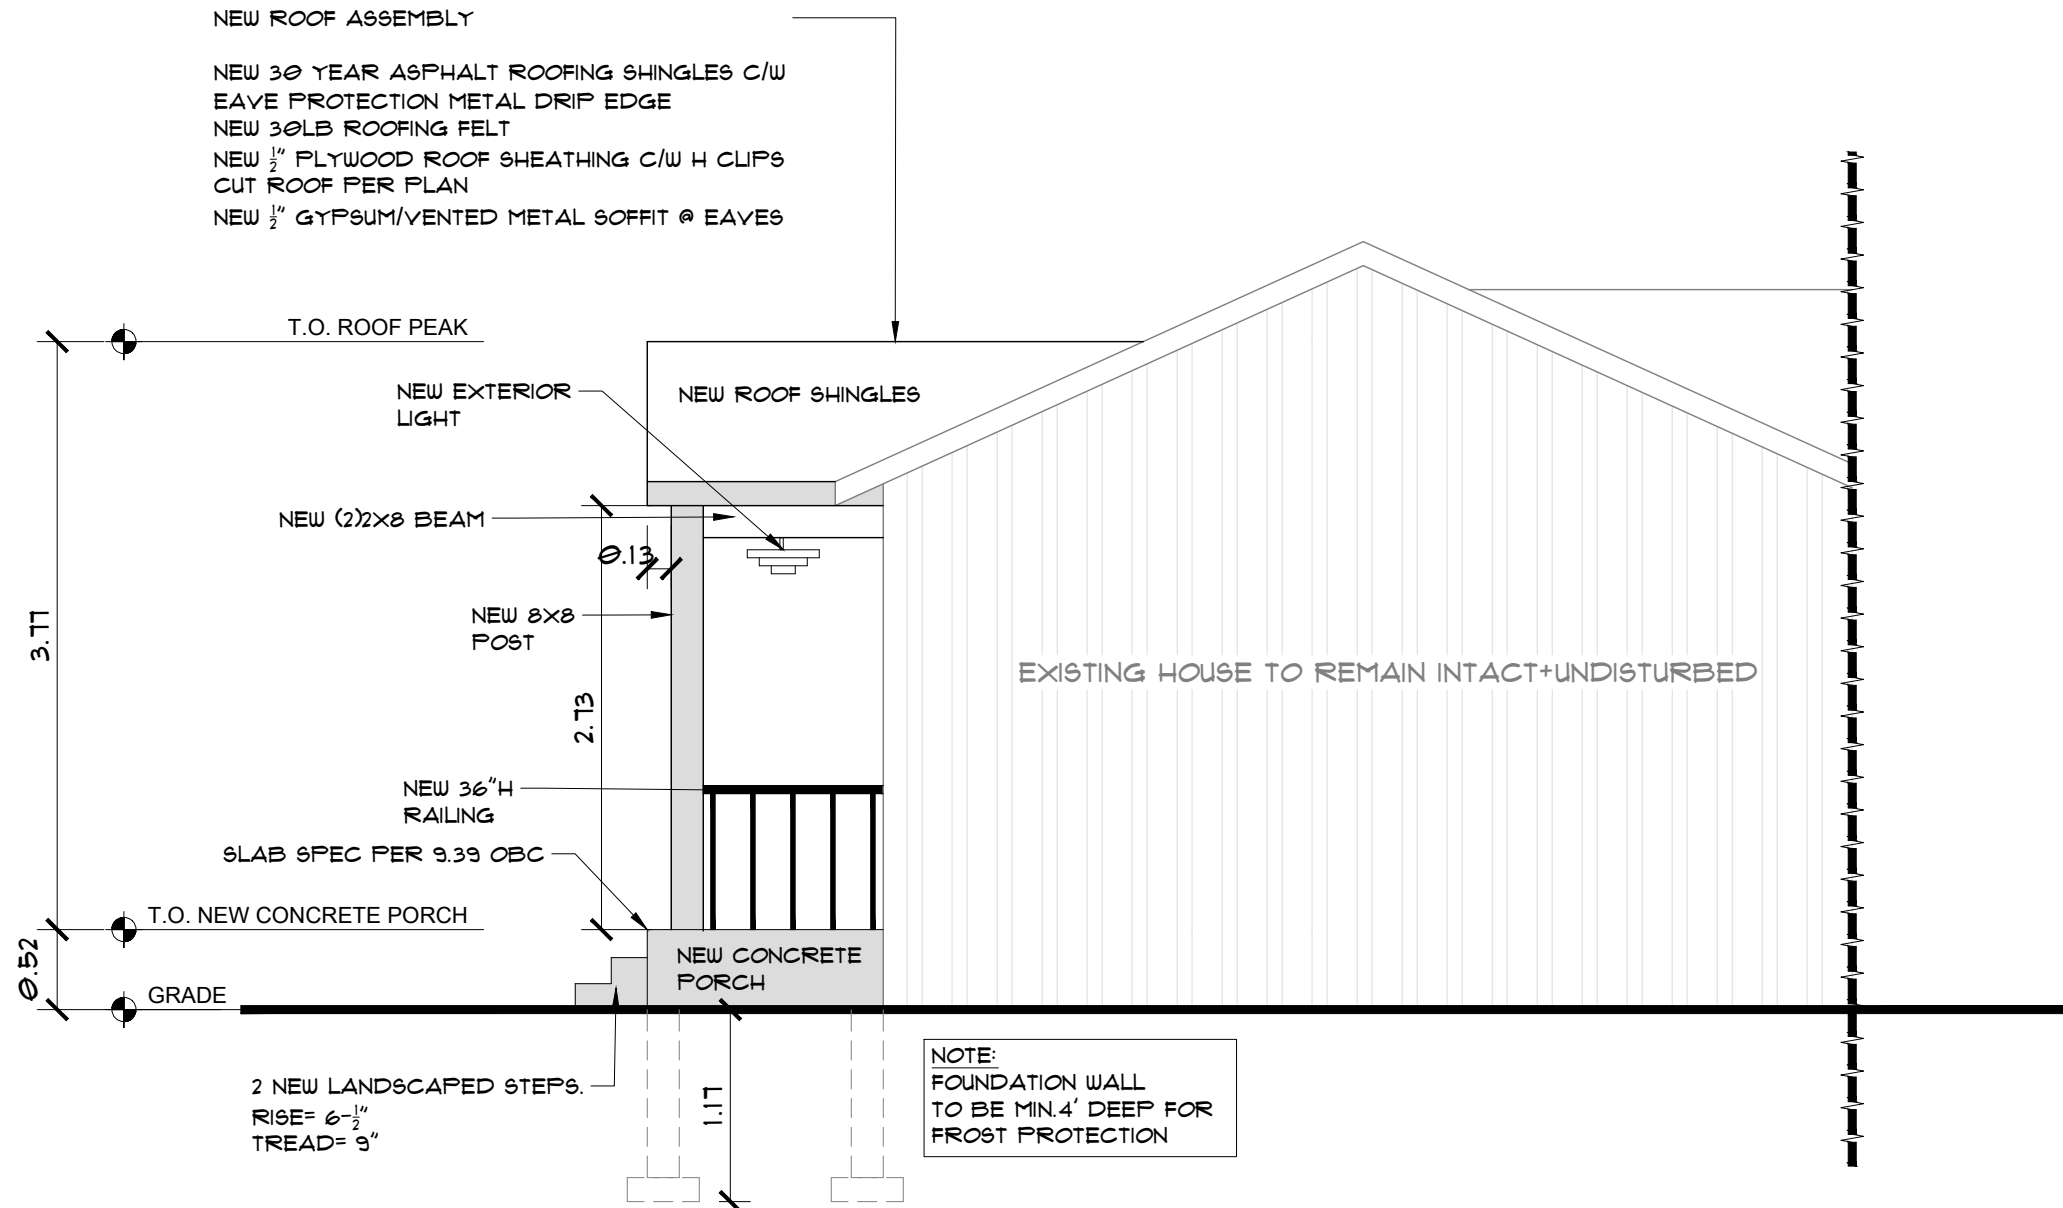 NEW ROOF ASSEMBLY
NEW 30 YEAR ASPHALT ROOFING SHINGLES C/W
EAVE PROTECTION METAL DRIP EDGE
NEW 30LB ROOFING FELT
NEW ½" PLYWOOD ROOF SHEATHING C/W H CLIPS
CUT ROOF PER PLAN
NEW ½" GYPSUM/VENTED METAL SOFFIT @ EAVES
T.O. ROOF PEAK
NEW EXTERIOR
LIGHT
NEW ROOF SHINGLES
NEW (2)2X8 BEAM
0.13
NEW 8X8
POST
3.77
2.73
EXISTING HOUSE TO REMAIN INTACT+UNDISTURBED
NEW 36"H
RAILING
SLAB SPEC PER 9.39 OBC
T.O. NEW CONCRETE PORCH
0.52
NEW CONCRETE
PORCH
GRADE
2 NEW LANDSCAPED STEPS.
RISE= 6-½"
TREAD= 9"
1.17
NOTE:
FOUNDATION WALL
TO BE MIN.4' DEEP FOR
FROST PROTECTION